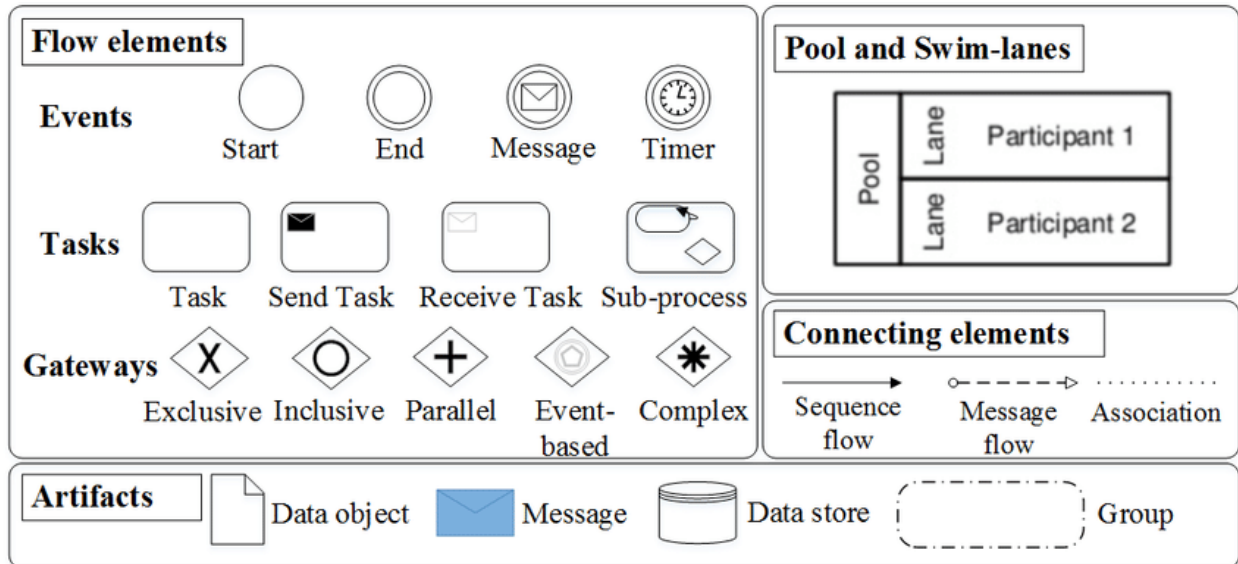 Flow elements
Events
Start
End
Message
Timer
Tasks
Task
Send Task
Receive Task
Sub-process
Gateways
X
Exclusive
Inclusive
Parallel
Event-
based
Complex
Pool and Swim-lanes
Pool
Lane
Participant 1
Lane
Participant 2
Connecting elements
Sequence
flow
Message
flow
Association
Artifacts
Data object
Message
Data store
Group